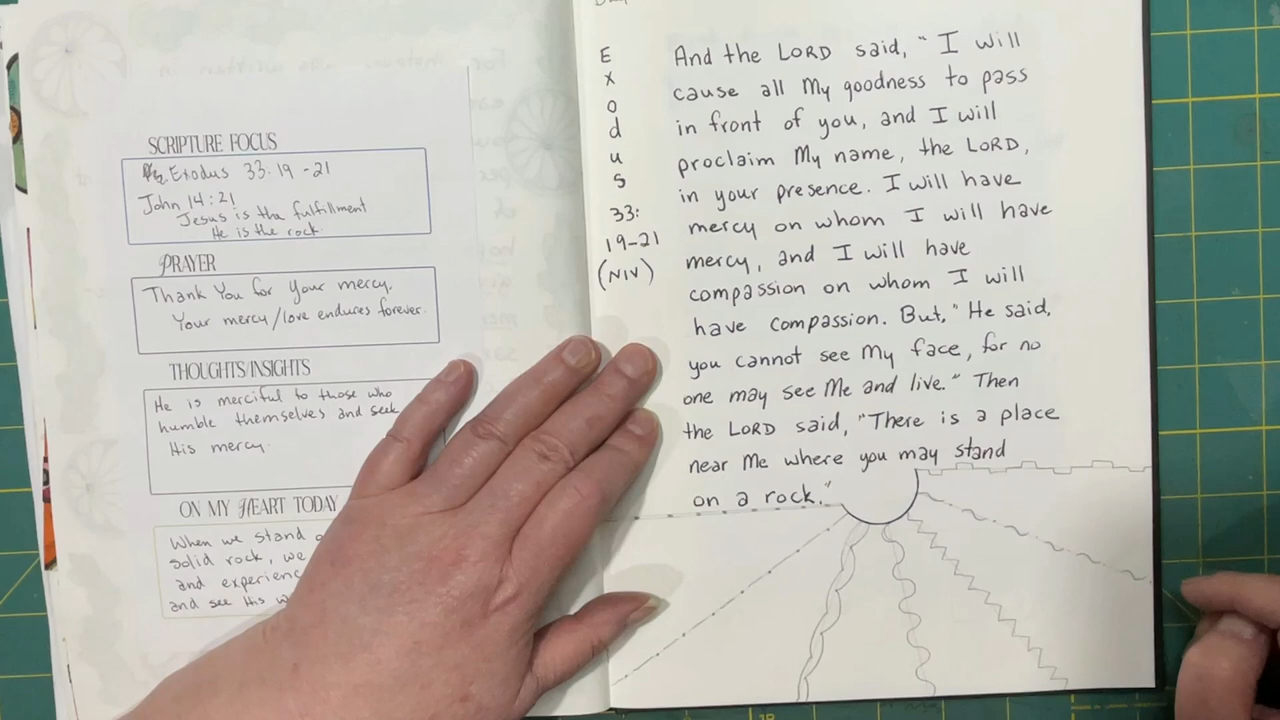 SCRIPTURE FOCUS
Exodus 33:19-21
John 14:21
Jesus is the fulfillment
He is the rock.
PRAYER
Thank You for your mercy.
Your mercy/love endures forever.
THOUGHTS/INSIGHTS
He is merciful to those who
humble themselves and seek
His mercy.
ON MY HEART TODAY
When we stand
solid rock, we
and experienc
and see His
Exodus
33:
19-21
(NIV)
And the LORD said, "I will
cause all My goodness to pass
in front of you, and I will
proclaim My name, the LORD,
in your presence. I will have
mercy on whom I will have
mercy, and I will have
compassion on whom I will
have compassion. But," He said,
you cannot see My face, for no
one may see Me and live." Then
the LORD said, "There is a place
near Me where you may stand
on a rock."